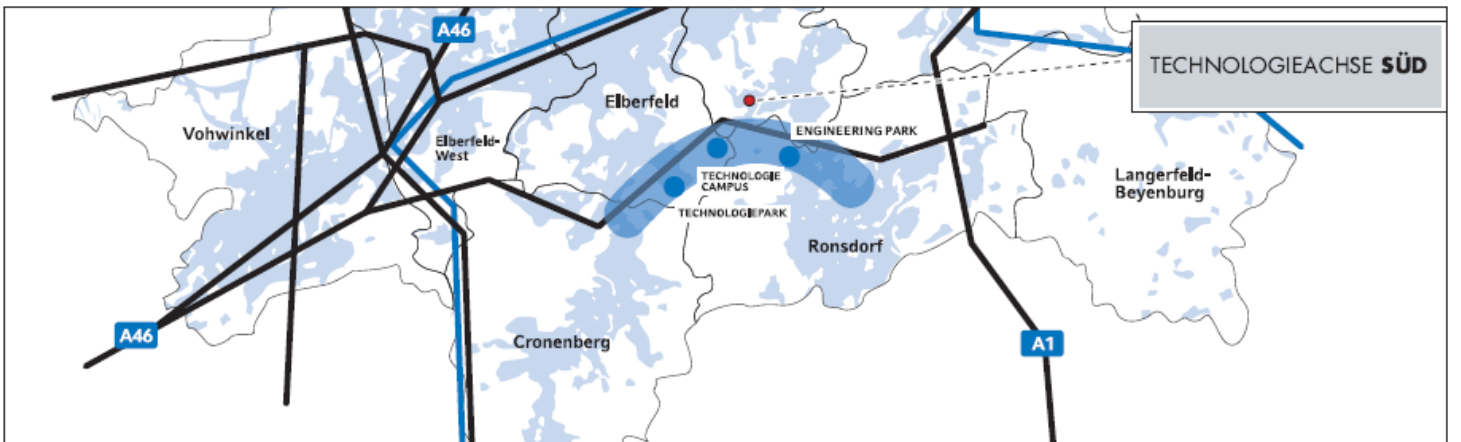 A46
TECHNOLOGIEACHSE SÜD
Elberfeld
Vohwinkel
ENGINEERING PARK
Elberfeld-
West
TECHNOLOGIE
CAMPUS
Langerfeld-
Beyenburg
TECHNOLOGIEPARK
Ronsdorf
A46
Cronenberg
A1